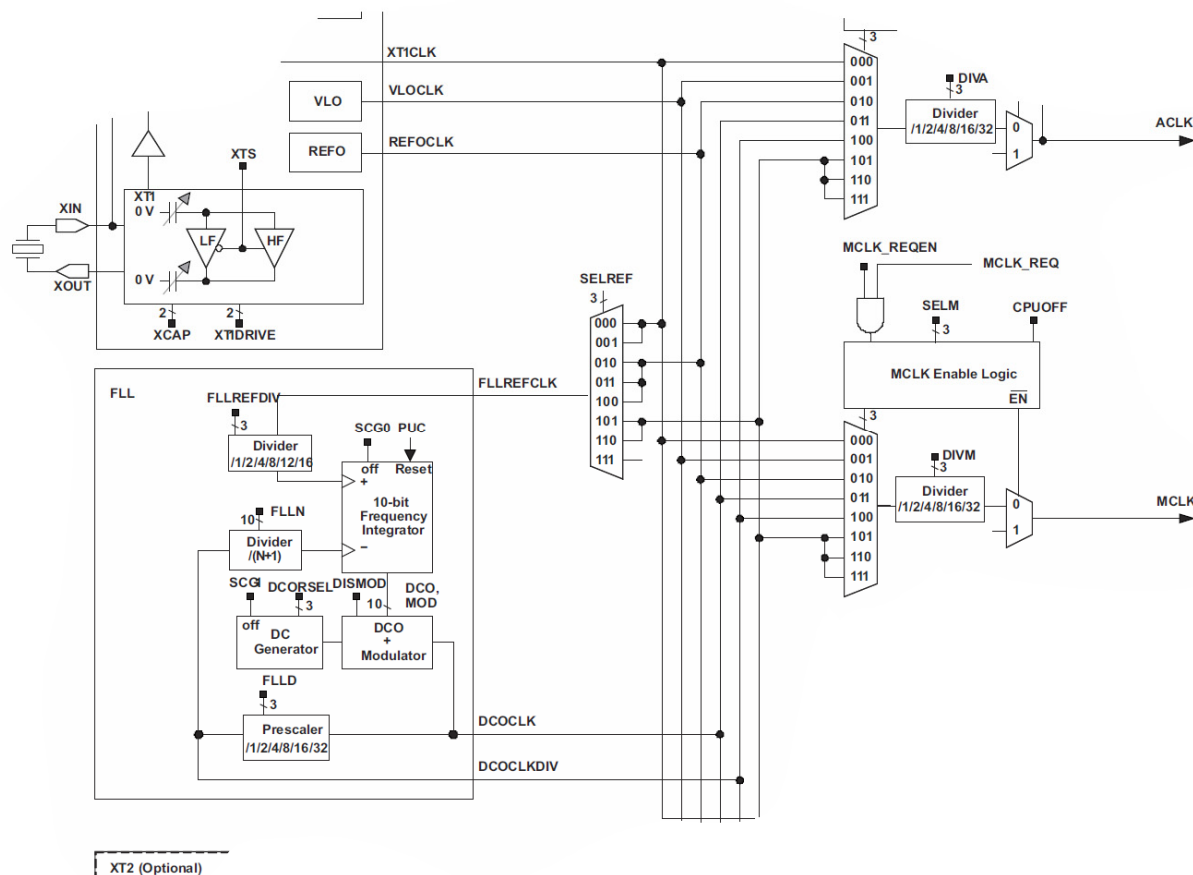 XT1CLK
VLO
VLOCLK
REFO
REFOCLK
XTS
XT1
0 V
LF
HF
0 V
XIN
XOUT
2
2
XCAP
XT1DRIVE
3
000
001
010
011
100
101
110
111
DIVA
3
Divider
/1/2/4/8/16/32
0
1
ACLK
MCLK_REQEN
MCLK_REQ
SELM
3
CPUOFF
MCLK Enable Logic
EN
SELREF
3
000
001
010
011
100
101
110
111
3
000
001
010
011
100
101
110
111
DIVM
3
Divider
/1/2/4/8/16/32
0
1
MCLK
FLL
FLLREFCLK
FLLREFDIV
3
Divider
/1/2/4/8/12/16
SCG0
PUC
off
Reset
+
10-bit
Frequency
Integrator
−
FLLN
10
Divider
/(N+1)
SCG1
DCORSEL
3
DISMOD
10
DCO,
MOD
off
DC
Generator
DCO
+
Modulator
FLLD
3
Prescaler
/1/2/4/8/16/32
DCOCLK
DCOCLKDIV
XT2 (Optional)